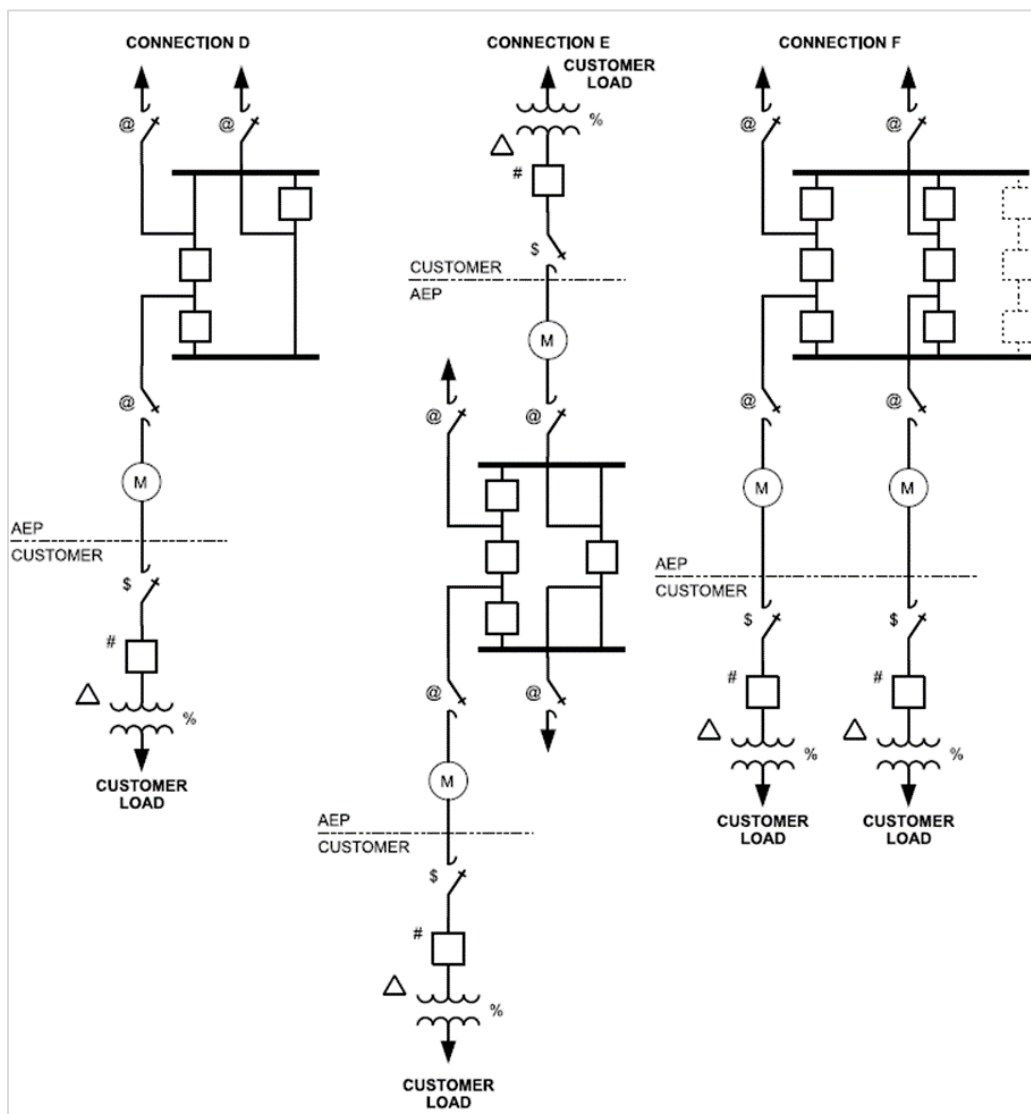 CONNECTION D
@
@
@
M
AEP
CUSTOMER
$
#
%
CUSTOMER
LOAD
CONNECTION E
CUSTOMER
LOAD
%
#
$
CUSTOMER
AEP
M
@
@
@
@
M
AEP
CUSTOMER
$
#
%
CUSTOMER
LOAD
CONNECTION F
@
@
@
@
M
M
AEP
CUSTOMER
$
$
#
#
%
%
CUSTOMER
LOAD
CUSTOMER
LOAD